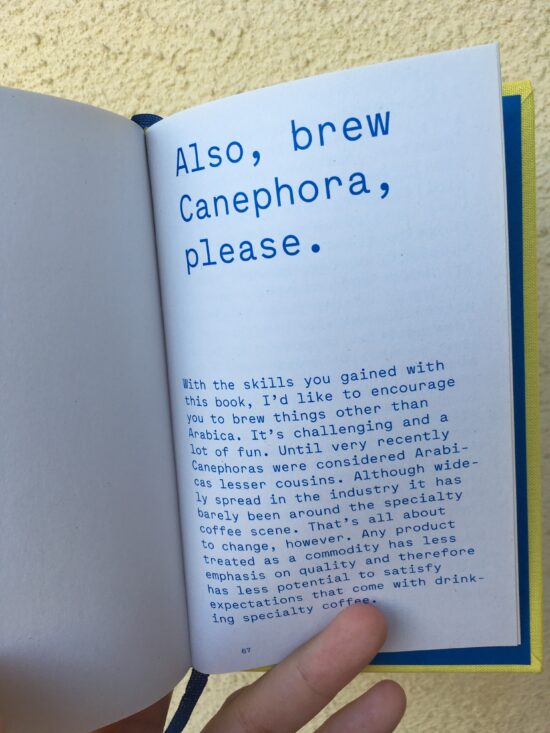 Also, brew
Canephora,
please.
With the skills you gained with
this book, I'd like to encourage
you to brew things other than
Arabica. It's challenging and a
lot of fun. Until very recently
Canephoras were considered Arabi-
cas lesser cousins. Although wide-
ly spread in the industry it has
barely been around the specialty
coffee scene. That's all about
to change, however. Any product
treated as a commodity has less
emphasis on quality and therefore
has less potential to satisfy
expectations that come with drink-
ing specialty coffee.
67